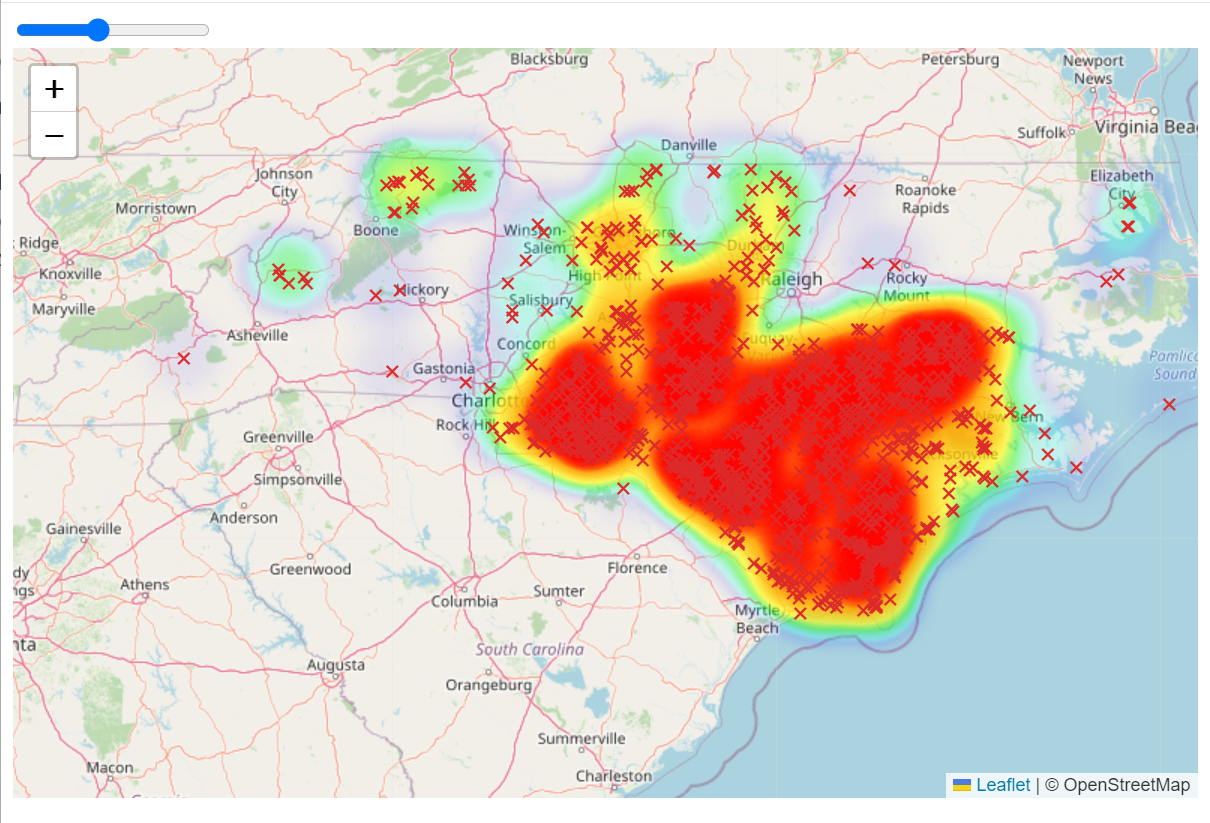 +
−
Blacksburg
Petersburg
Newport
News
Suffolk
Virginia Beac
Danville
Johnson
City
Elizabeth
City
Morristown
Roanoke
Rapids
Boone
Winston-
Salem
Ridge
Knoxville
High Point
Raleigh
Rocky
Mount
Maryville
Hickory
Salisbury
Asheville
Concord
Pamlico
Sound
Gastonia
Charlotte
Rock Hill
New Bern
Greenville
Simpsonville
Anderson
Gainesville
Greenwood
Florence
Athens
Columbia
Sumter
Myrtle
Beach
nta
South Carolina
Augusta
Orangeburg
Summerville
Macon
Charleston
Leaflet | © OpenStreetMap